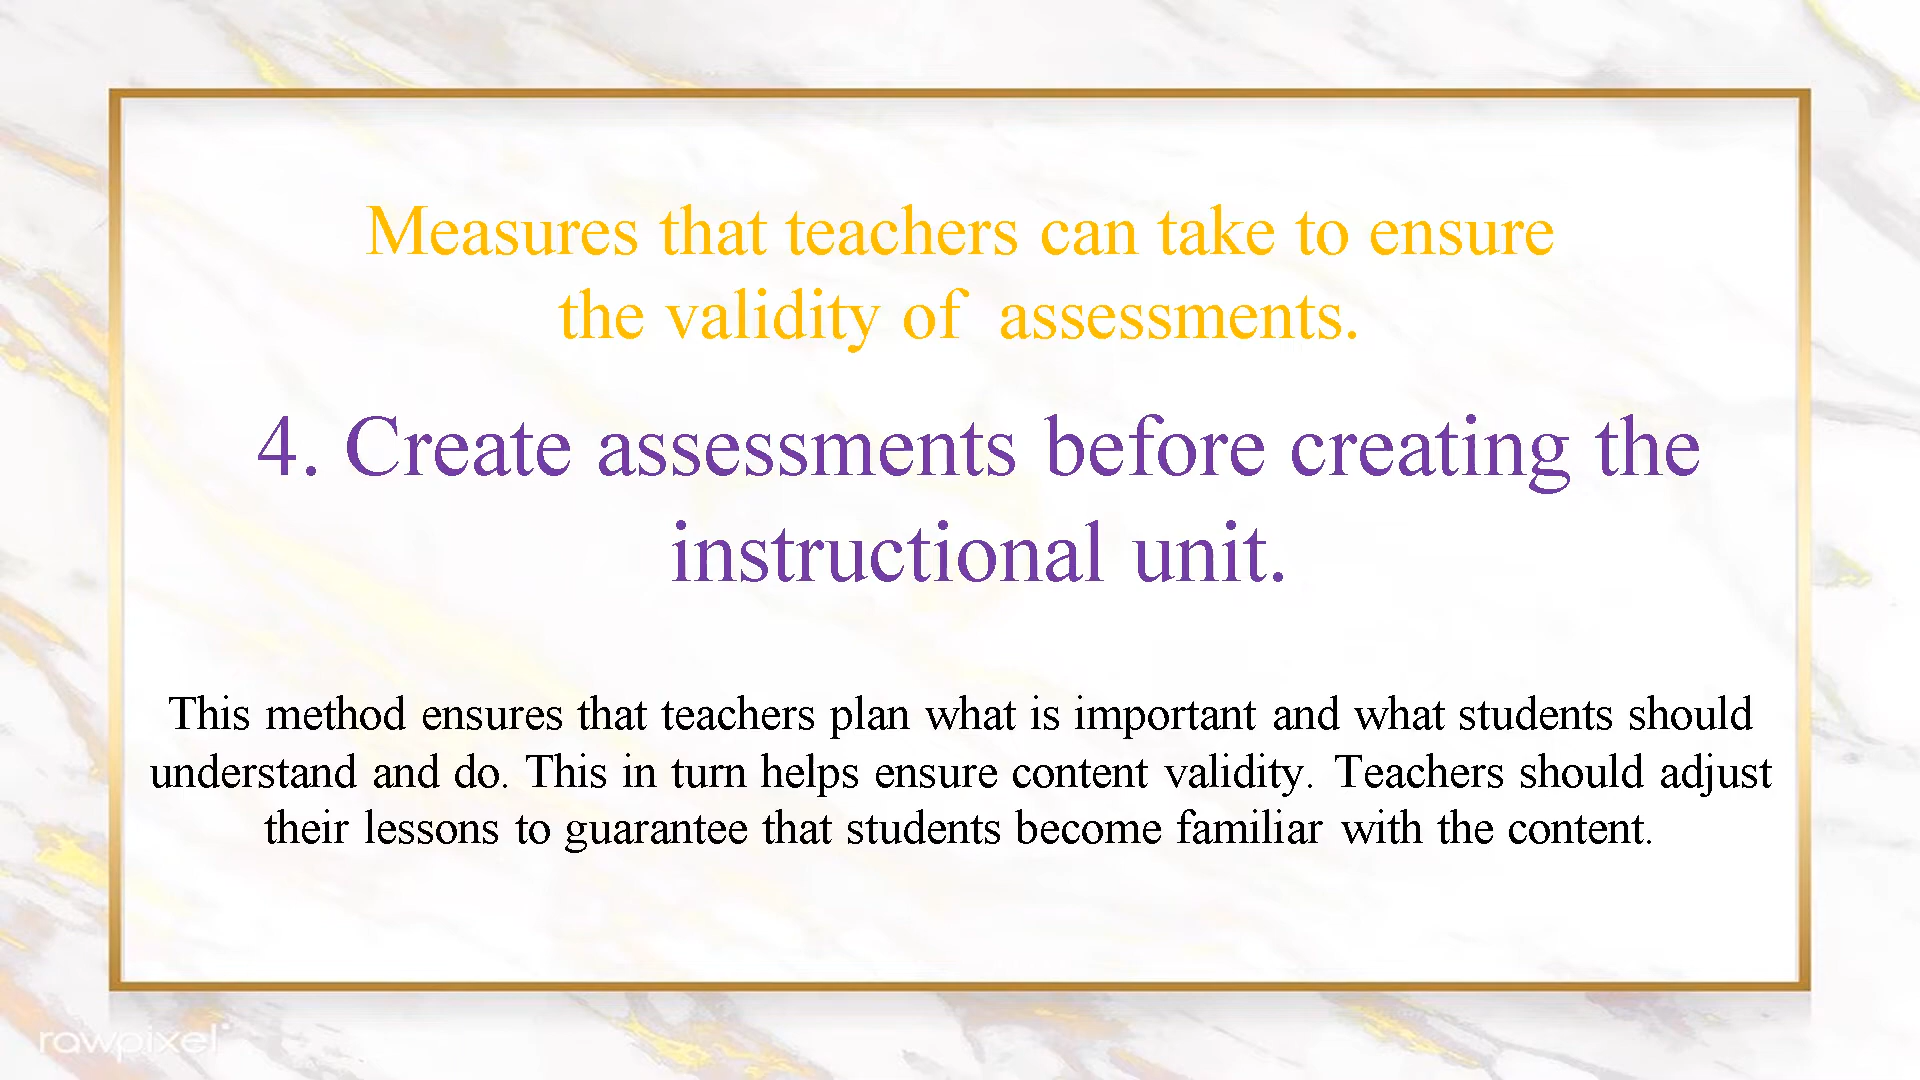 Measures that teachers can take to ensure
the validity of  assessments.
4. Create assessments before creating the
instructional unit.
This method ensures that teachers plan what is important and what students should
understand and do. This in turn helps ensure content validity. Teachers should adjust
their lessons to guarantee that students become familiar with the content.
rawpixel